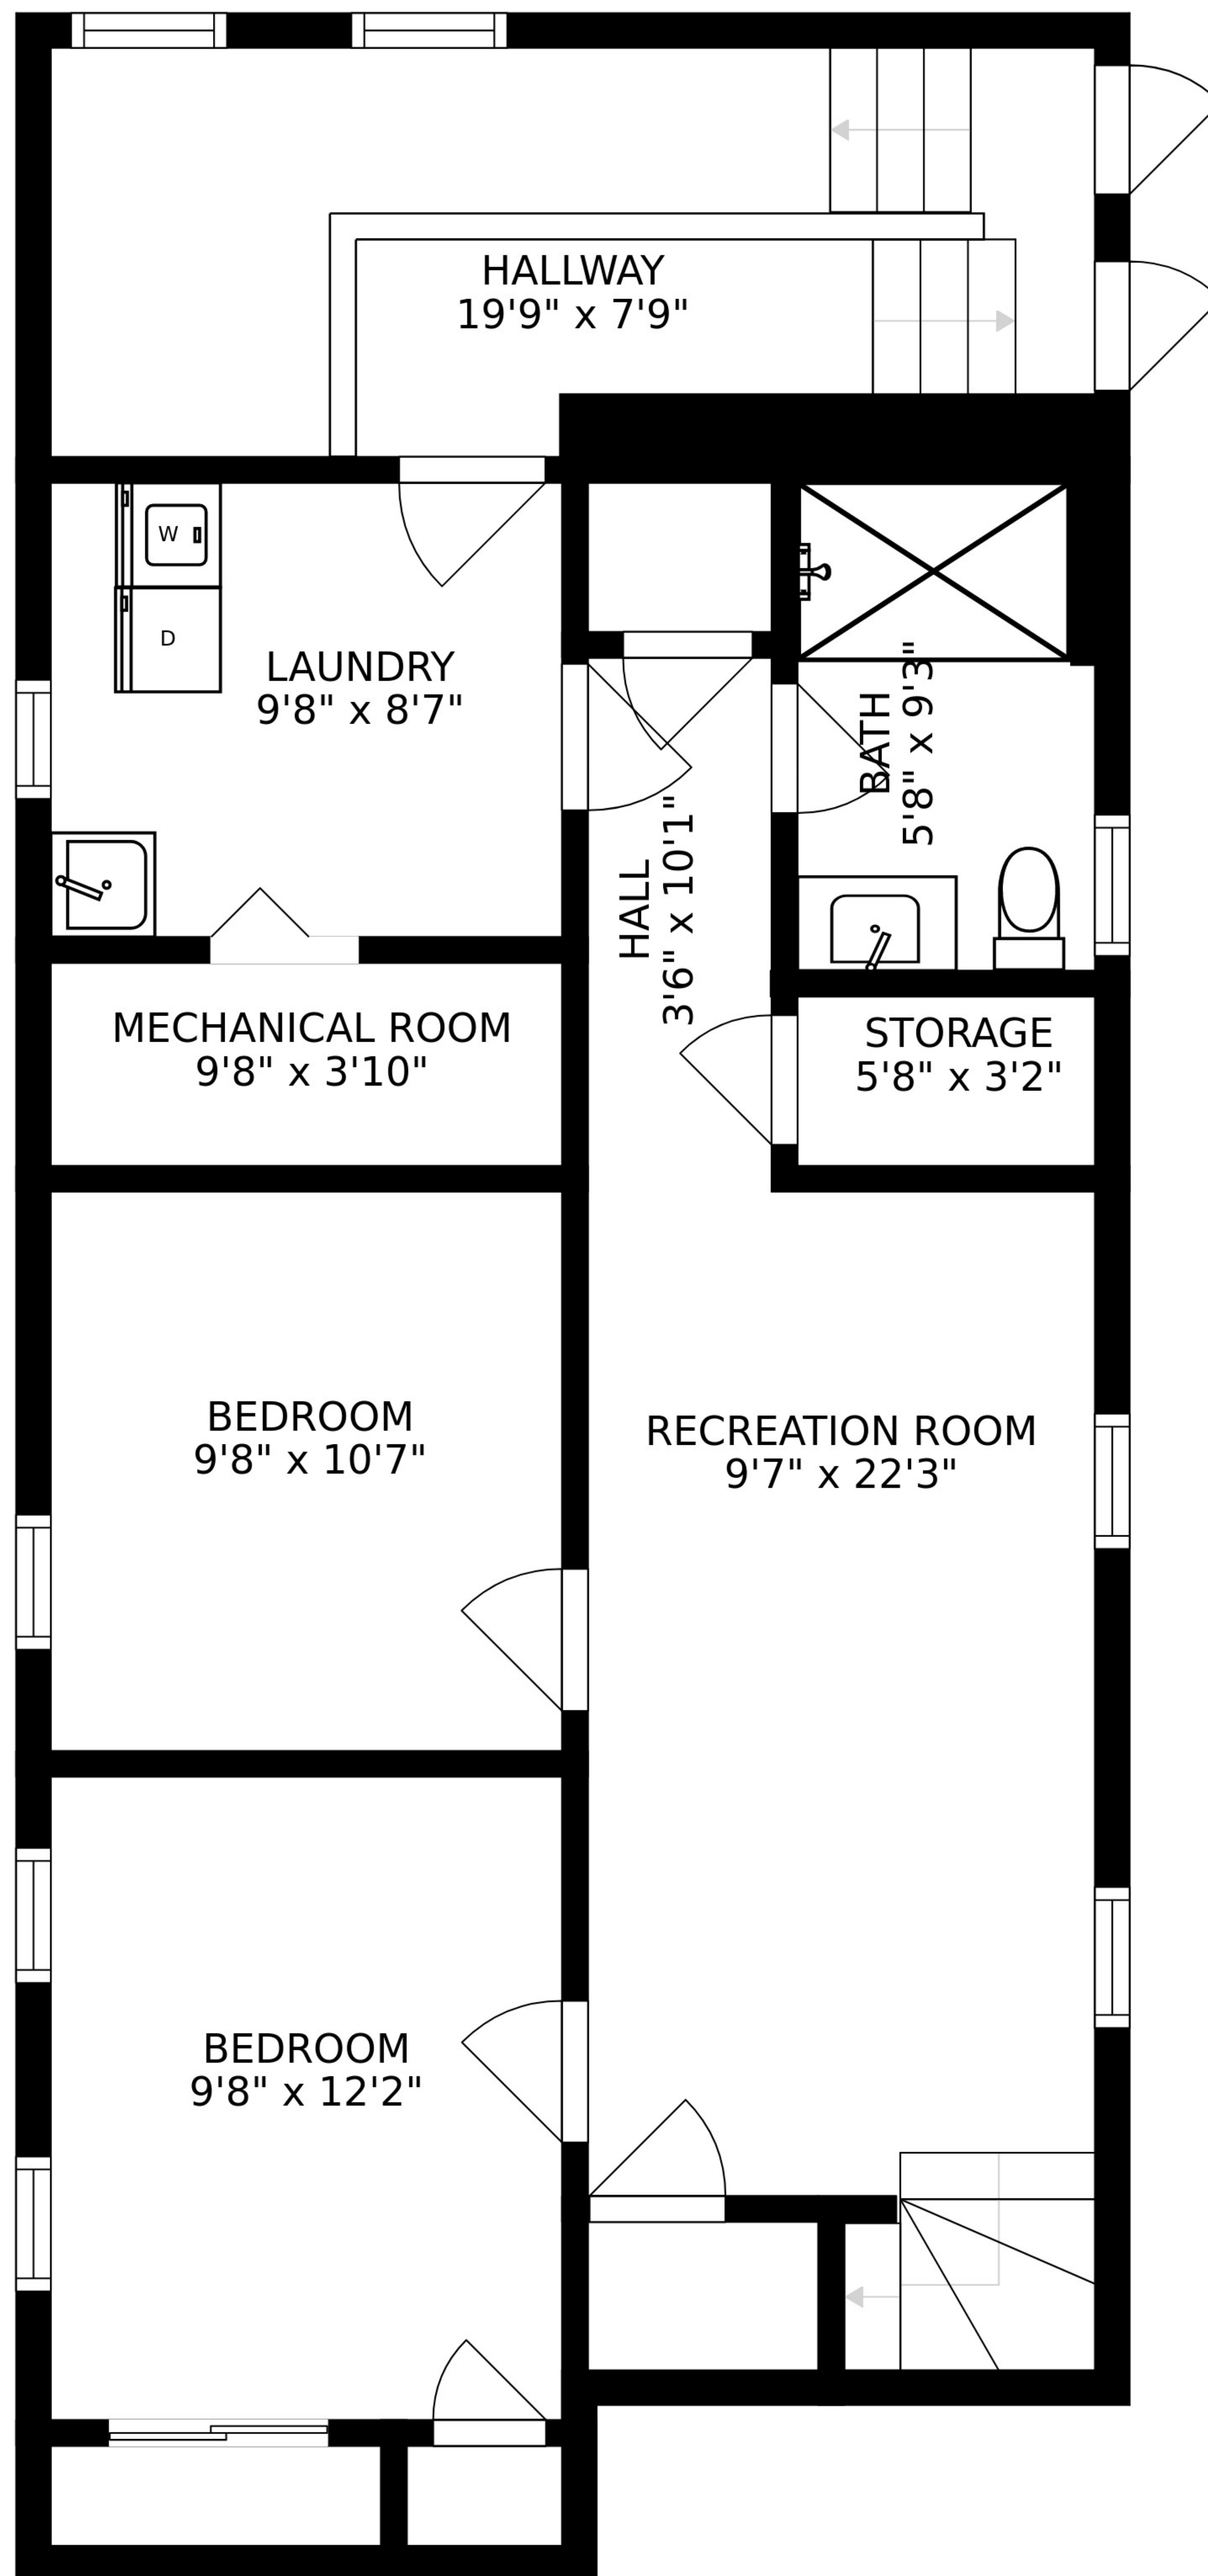 HALLWAY
19'9" x 7'9"
W
D
LAUNDRY
9'8" x 8'7"
BATH
5'8" x 9'3"
HALL
3'6" x 10'1"
MECHANICAL ROOM
9'8" x 3'10"
STORAGE
5'8" x 3'2"
BEDROOM
9'8" x 10'7"
RECREATION ROOM
9'7" x 22'3"
BEDROOM
9'8" x 12'2"